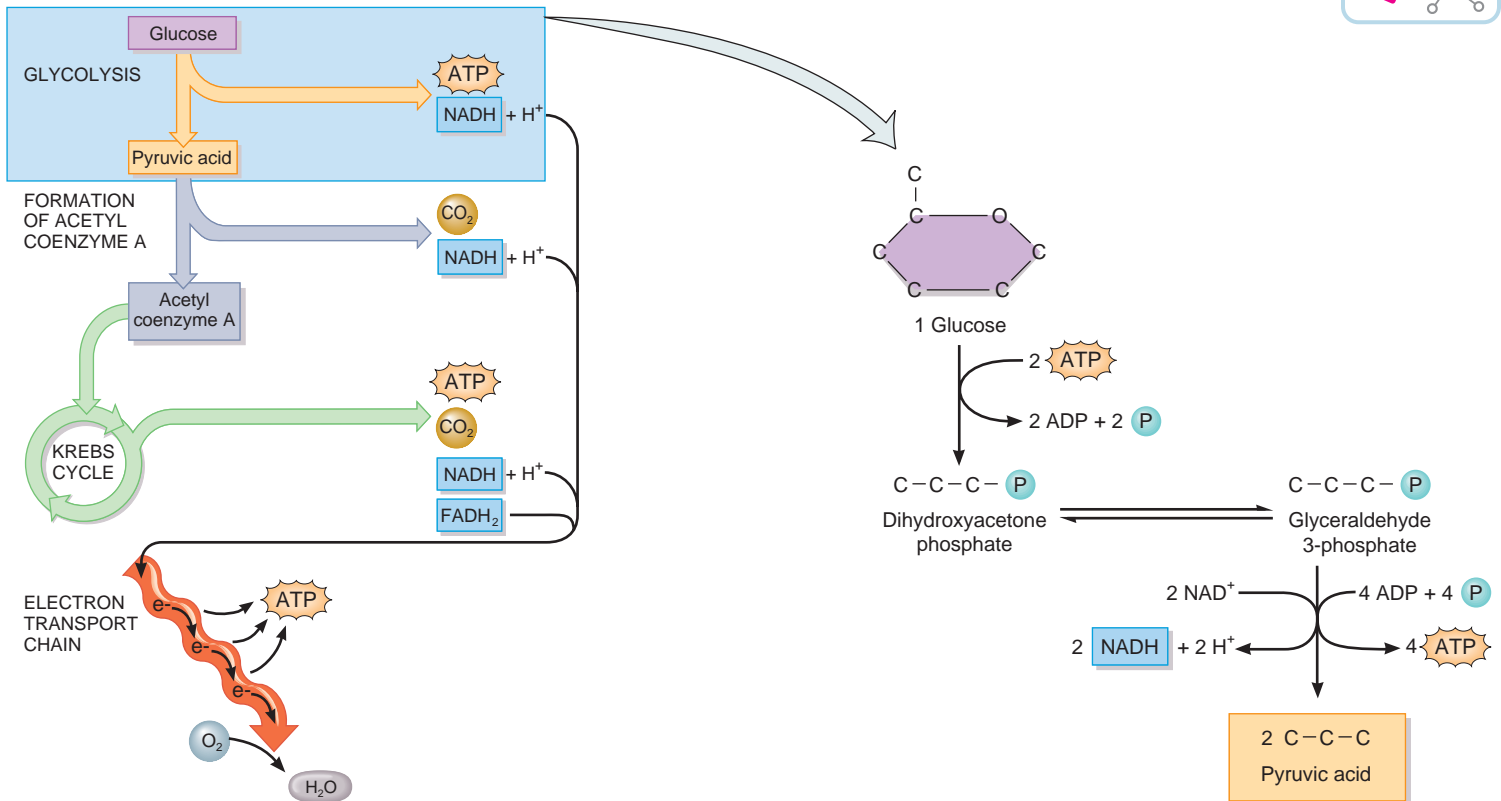 Glucose
GLYCOLYSIS
ATP
NADH + H⁺
Pyruvic acid
FORMATION
OF ACETYL
COENZYME A
CO₂
NADH + H⁺
Acetyl
coenzyme A
ATP
CO₂
KREBS
CYCLE
NADH + H⁺
FADH₂
ELECTRON
TRANSPORT
CHAIN
e-
e-
e-
ATP
O₂
H₂O
C
C O
C C
C C
1 Glucose
2 ATP
2 ADP + 2 P
C–C–C–P
Dihydroxyacetone
phosphate
C–C–C–P
Glyceraldehyde
3-phosphate
2 NAD⁺
4 ADP + 4 P
2 NADH + 2 H⁺
4 ATP
2 C–C–C
Pyruvic acid